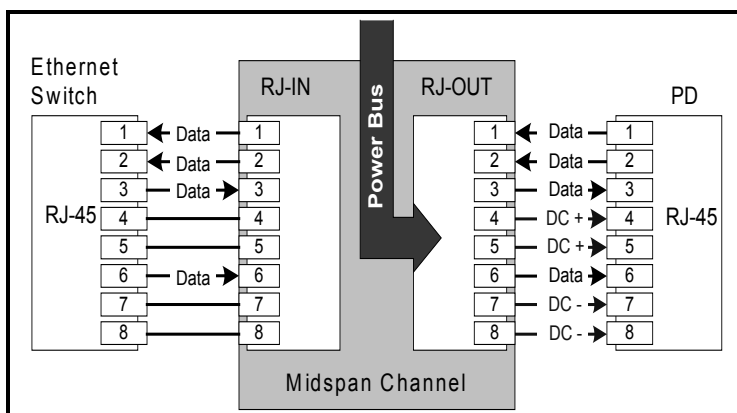 Ethernet
Switch
RJ-IN
Power Bus
RJ-OUT
PD
1 Data 1
2 Data 2
3 Data 3
4 4
5 5
6 Data 6
7 7
8 8
RJ-45
1 Data 1
2 Data 2
3 Data 3
4 DC + 4
5 DC + 5
6 Data 6
7 DC - 7
8 DC - 8
RJ-45
Midspan Channel